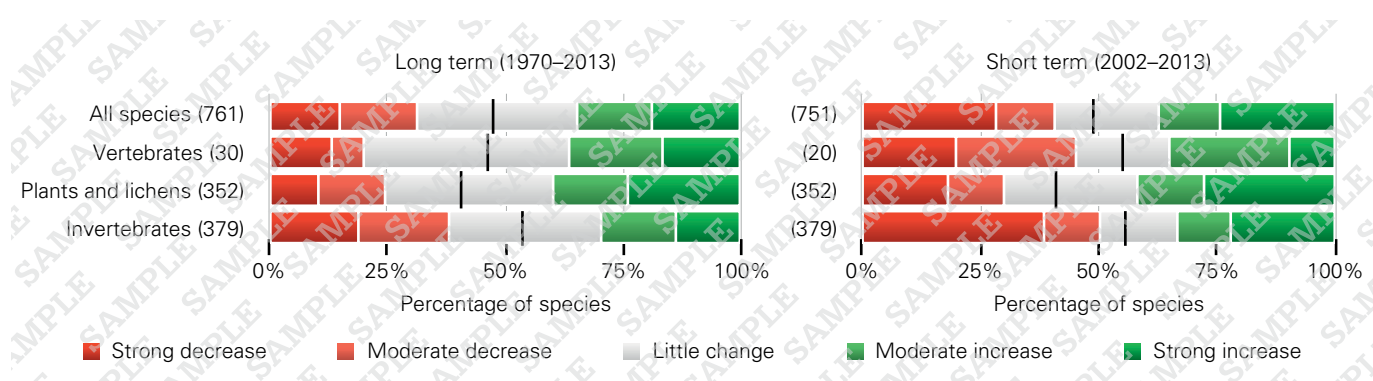 Long term (1970–2013)
Short term (2002–2013)
All species (761)
(751)
Vertebrates (30)
(20)
Plants and lichens (352)
(352)
Invertebrates (379)
(379)
0% 25% 50% 75% 100%
0% 25% 50% 75% 100%
Percentage of species
Percentage of species
Strong decrease Moderate decrease Little change Moderate increase Strong increase
SAMPLE